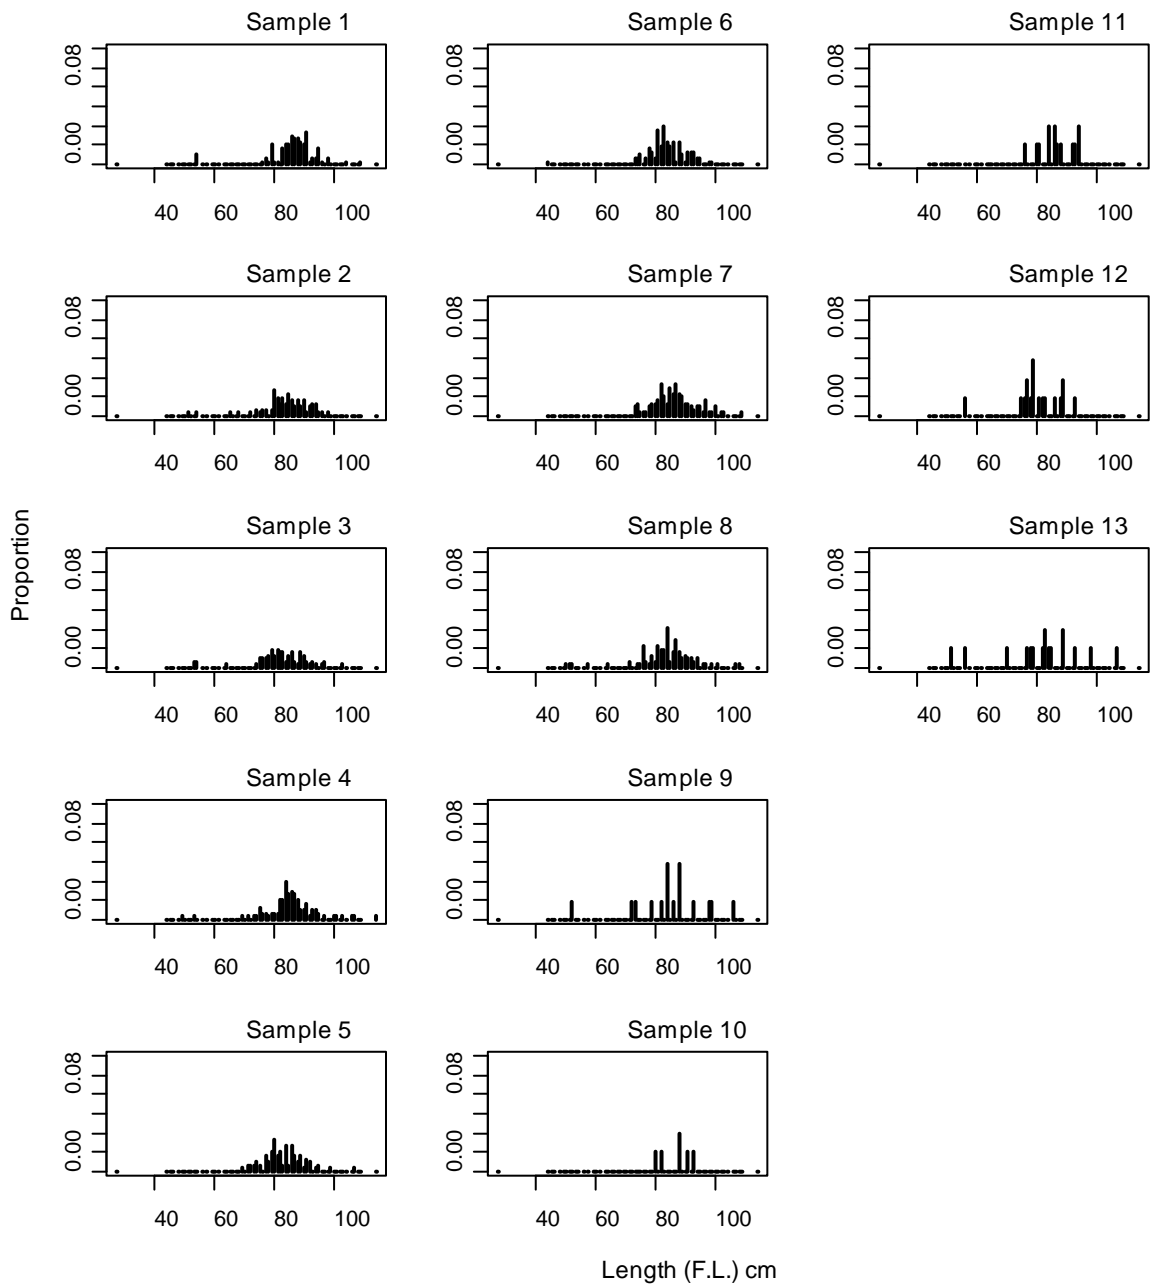 Sample 1
0.00 0.08
40 60 80 100
Sample 6
0.00 0.08
40 60 80 100
Sample 11
0.00 0.08
40 60 80 100
Sample 2
0.00 0.08
40 60 80 100
Sample 7
0.00 0.08
40 60 80 100
Sample 12
0.00 0.08
40 60 80 100
Proportion
Sample 3
0.00 0.08
40 60 80 100
Sample 8
0.00 0.08
40 60 80 100
Sample 13
0.00 0.08
40 60 80 100
Sample 4
0.00 0.08
40 60 80 100
Sample 9
0.00 0.08
40 60 80 100
Sample 5
0.00 0.08
40 60 80 100
Sample 10
0.00 0.08
40 60 80 100
Length (F.L.) cm